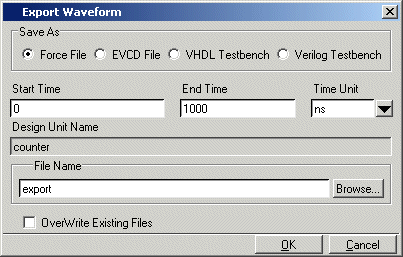 Export Waveform
Save As
Force File EVCD File VHDL Testbench Verilog Testbench
Start Time End Time Time Unit
0 1000 ns
Design Unit Name
counter
File Name
export Browse...
OverWrite Existing Files
OK Cancel